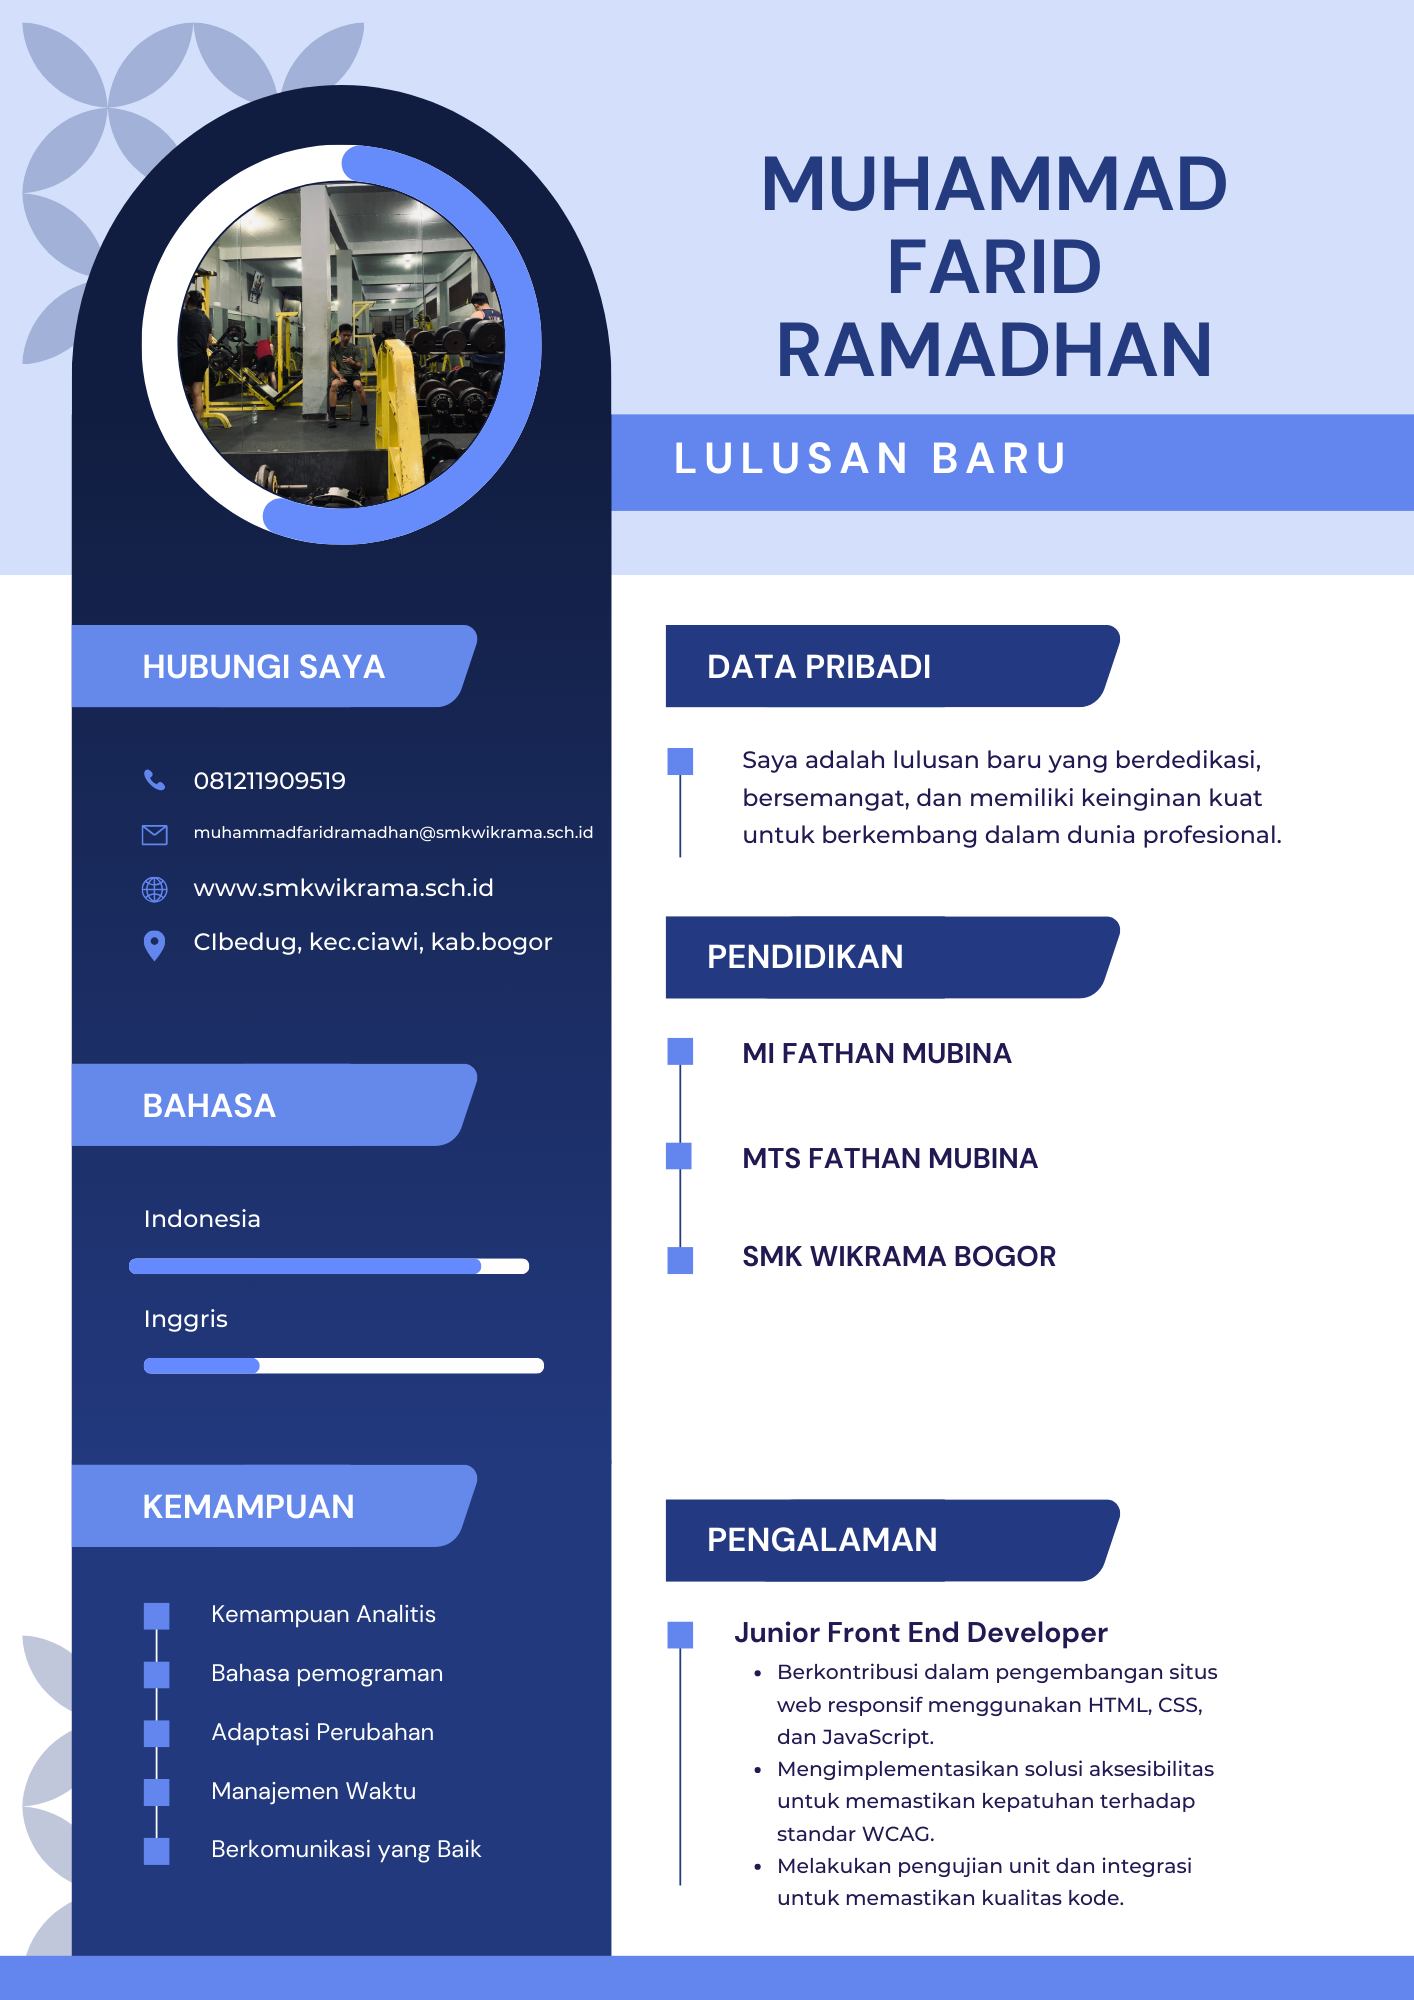 MUHAMMAD
FARID
RAMADHAN
LULUSAN BARU
HUBUNGI SAYA
081211909519
muhammadfaridramadhan@smkwikrama.sch.id
www.smkwikrama.sch.id
CIbedug, kec.ciawi, kab.bogor
BAHASA
Indonesia
Inggris
KEMAMPUAN
Kemampuan Analitis
Bahasa pemograman
Adaptasi Perubahan
Manajemen Waktu
Berkomunikasi yang Baik
DATA PRIBADI
Saya adalah lulusan baru yang berdedikasi,
bersemangat, dan memiliki keinginan kuat
untuk berkembang dalam dunia profesional.
PENDIDIKAN
MI FATHAN MUBINA
MTS FATHAN MUBINA
SMK WIKRAMA BOGOR
PENGALAMAN
Junior Front End Developer
• Berkontribusi dalam pengembangan situs
web responsif menggunakan HTML, CSS,
dan JavaScript.
• Mengimplementasikan solusi aksesibilitas
untuk memastikan kepatuhan terhadap
standar WCAG.
• Melakukan pengujian unit dan integrasi
untuk memastikan kualitas kode.